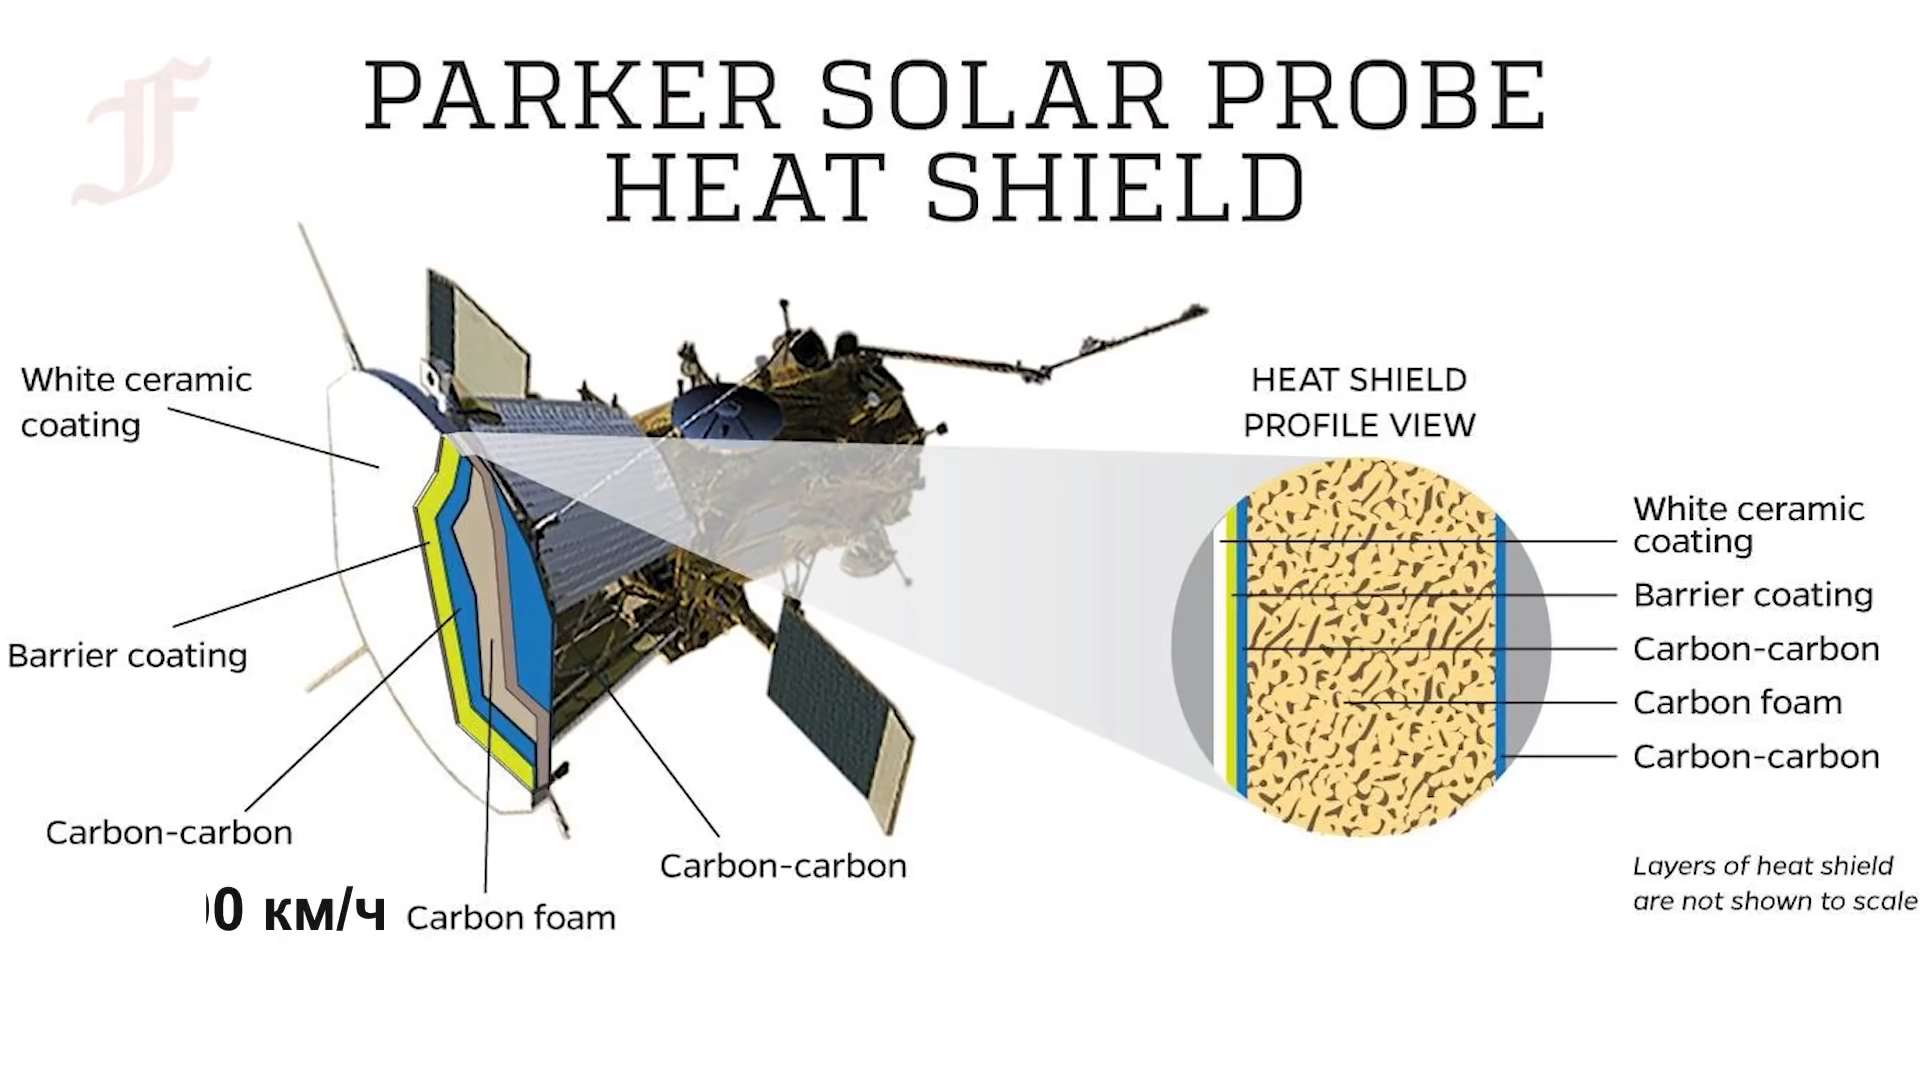 PARKER SOLAR PROBE
HEAT SHIELD
White ceramic
coating
Barrier coating
Carbon-carbon
0 км/ч
Carbon foam
Carbon-carbon
HEAT SHIELD
PROFILE VIEW
White ceramic
coating
Barrier coating
Carbon-carbon
Carbon foam
Carbon-carbon
Layers of heat shield
are not shown to scale